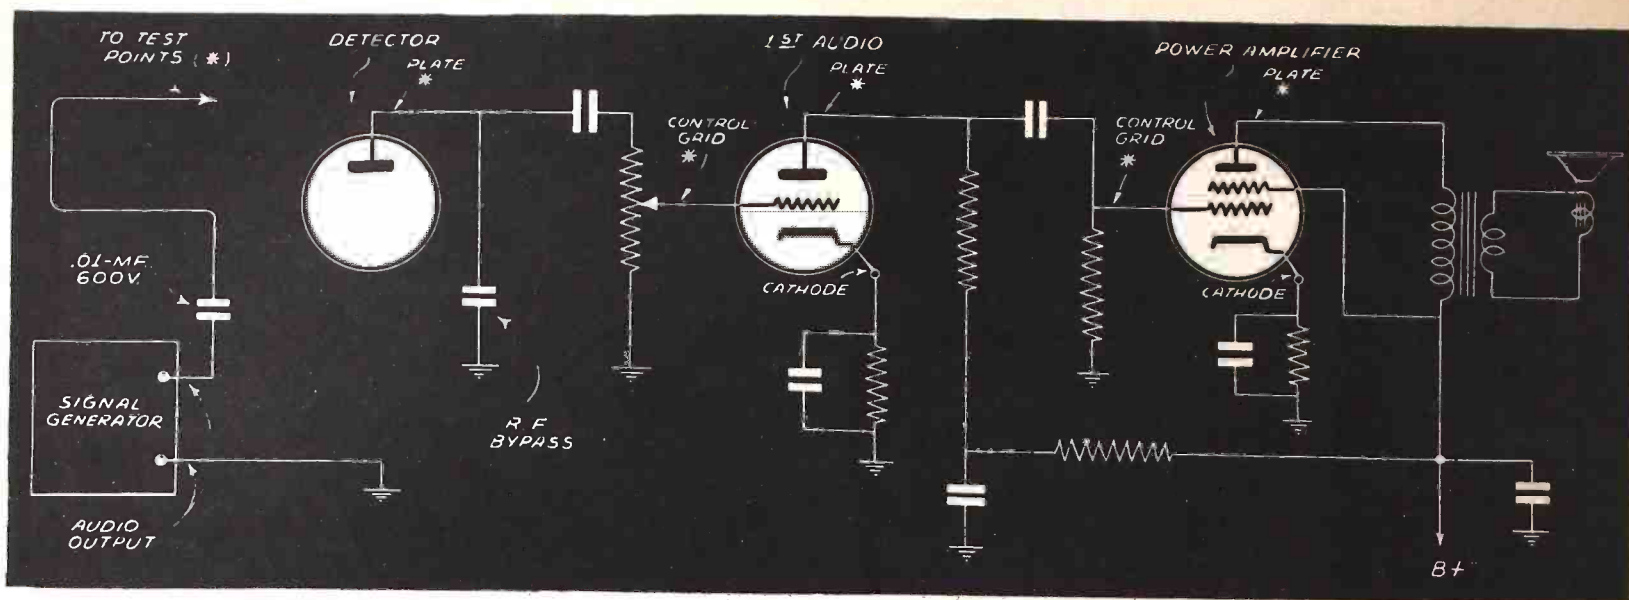 TO TEST
POINTS (*)
DETECTOR
PLATE
*
1ST AUDIO
PLATE
*
POWER AMPLIFIER
PLATE
*
CONTROL
GRID
*
CONTROL
GRID
*
.01-MF.
600V.
CATHODE
CATHODE
SIGNAL
GENERATOR
RF
BYPASS
AUDIO
OUTPUT
B+